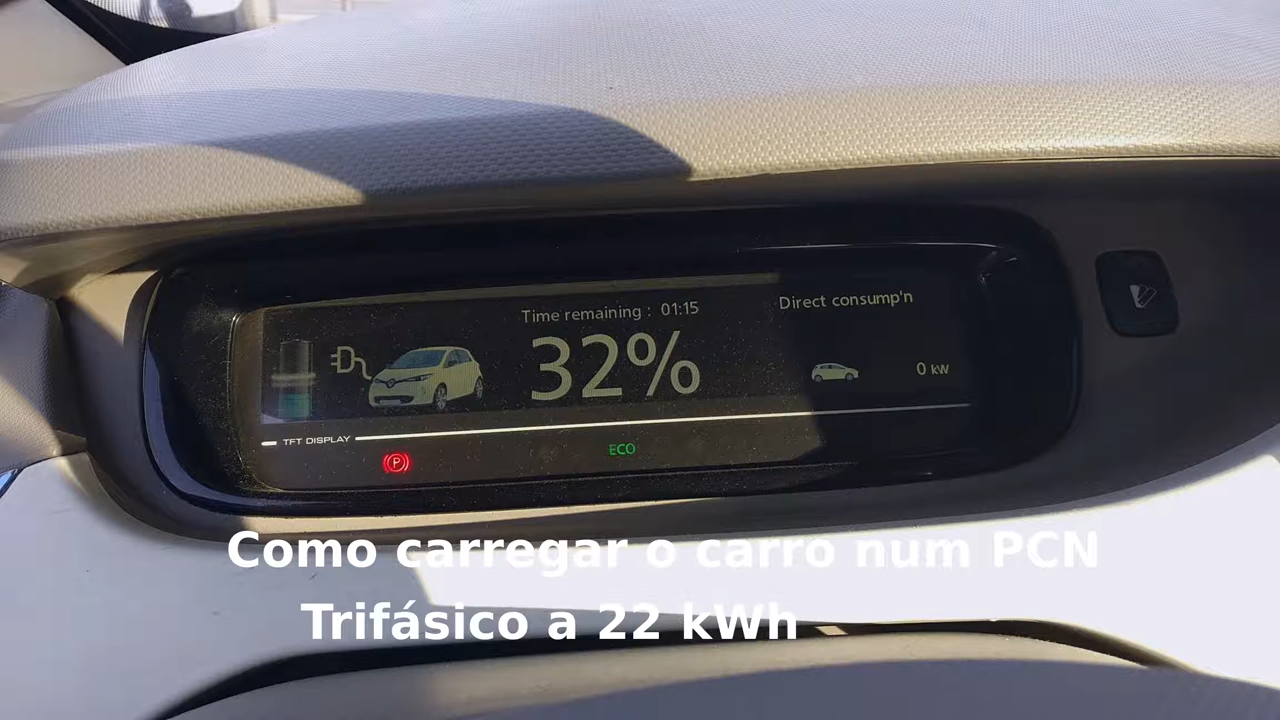 Time remaining : 01:15
Direct consump'n
32%
0 kW
TFT DISPLAY
P
ECO
Como carregar o carro num PCN
Trifásico a 22 kWh